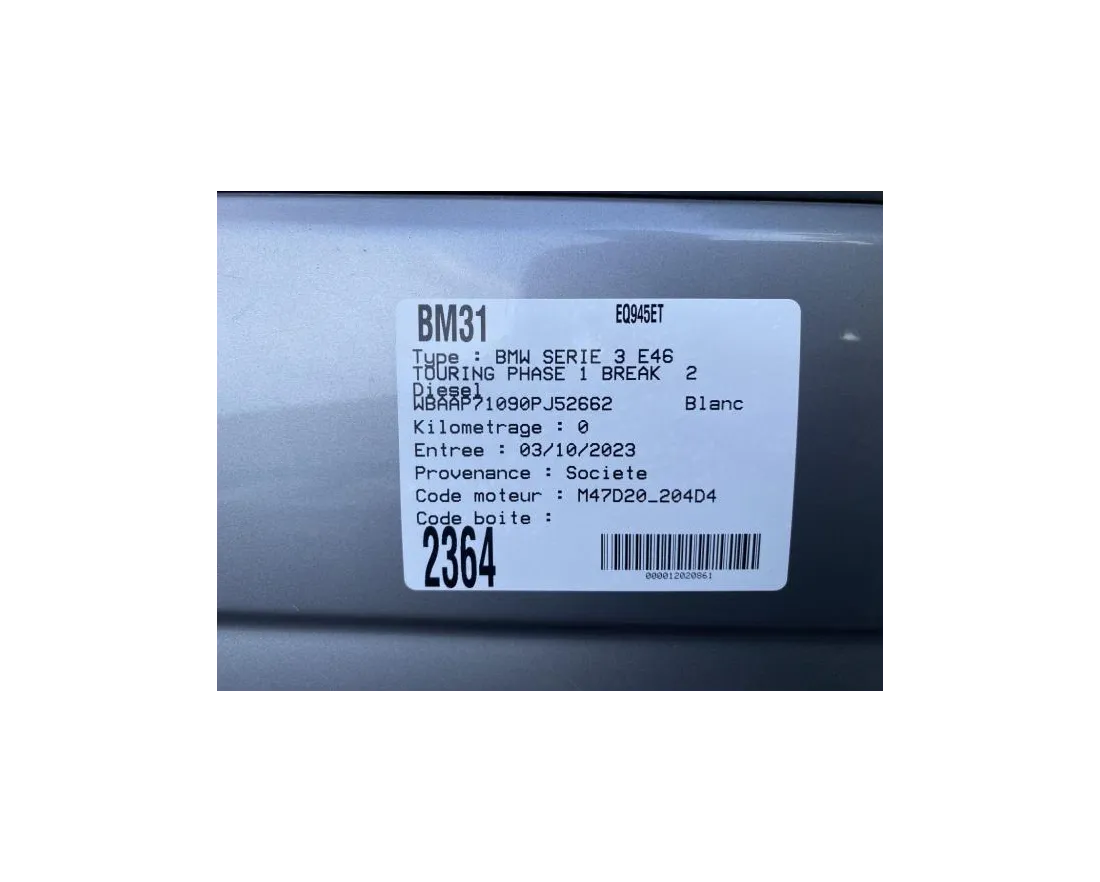 BM31
EQ945ET
Type : BMW SERIE 3 E46
TOURING PHASE 1 BREAK 2
Diesel
WBAAP71090PJ52662 Blanc
Kilometrage : 0
Entree : 03/10/2023
Provenance : Societe
Code moteur : M47D20_204D4
Code boite :
2364
000012020861